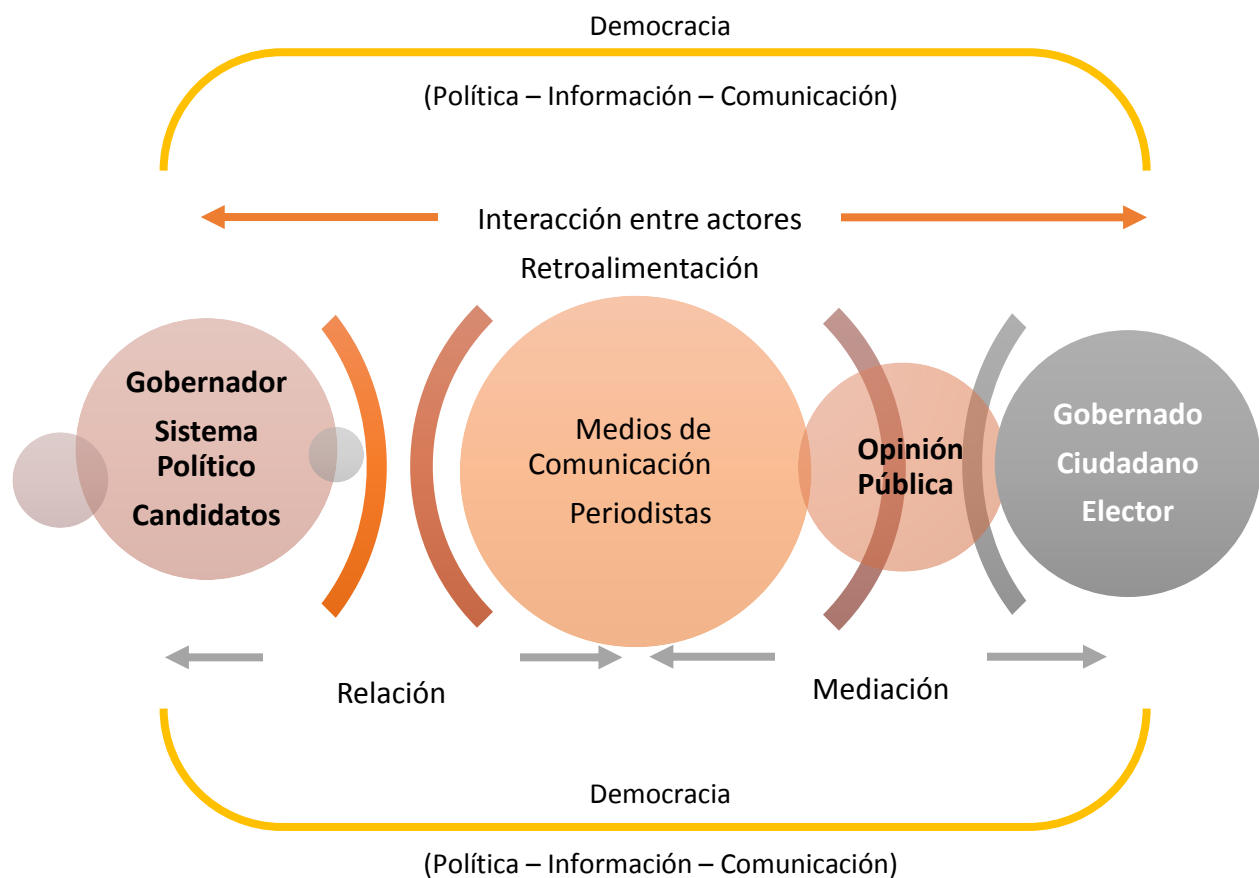 Democracia
(Política – Información – Comunicación)
Interacción entre actores
Retroalimentación
Gobernador
Sistema
Político
Candidatos
Medios de
Comunicación
Periodistas
Opinión
Pública
Gobernado
Ciudadano
Elector
Relación
Mediación
Democracia
(Política – Información – Comunicación)